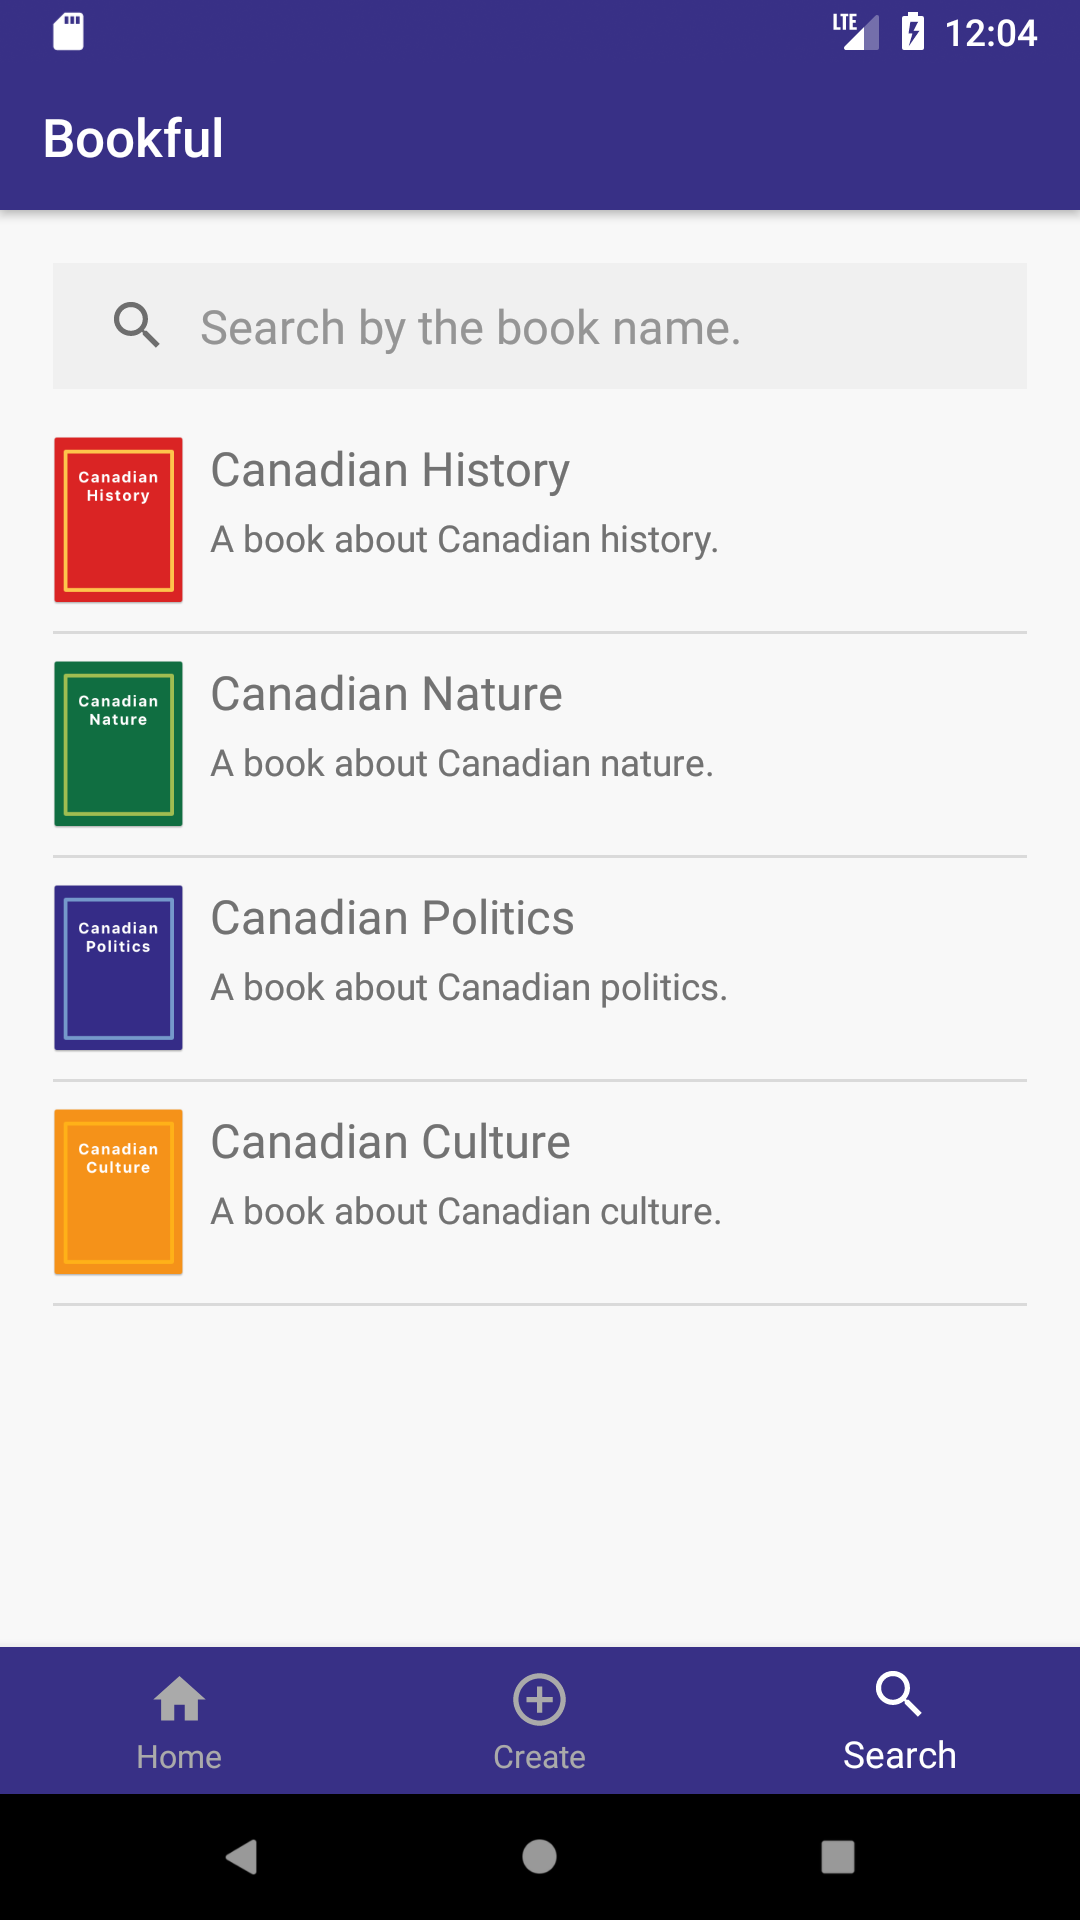 LTE 12:04
Bookful
Search by the book name.
Canadian
History
Canadian History
A book about Canadian history.
Canadian
Nature
Canadian Nature
A book about Canadian nature.
Canadian
Politics
Canadian Politics
A book about Canadian politics.
Canadian
Culture
Canadian Culture
A book about Canadian culture.
Home Create Search